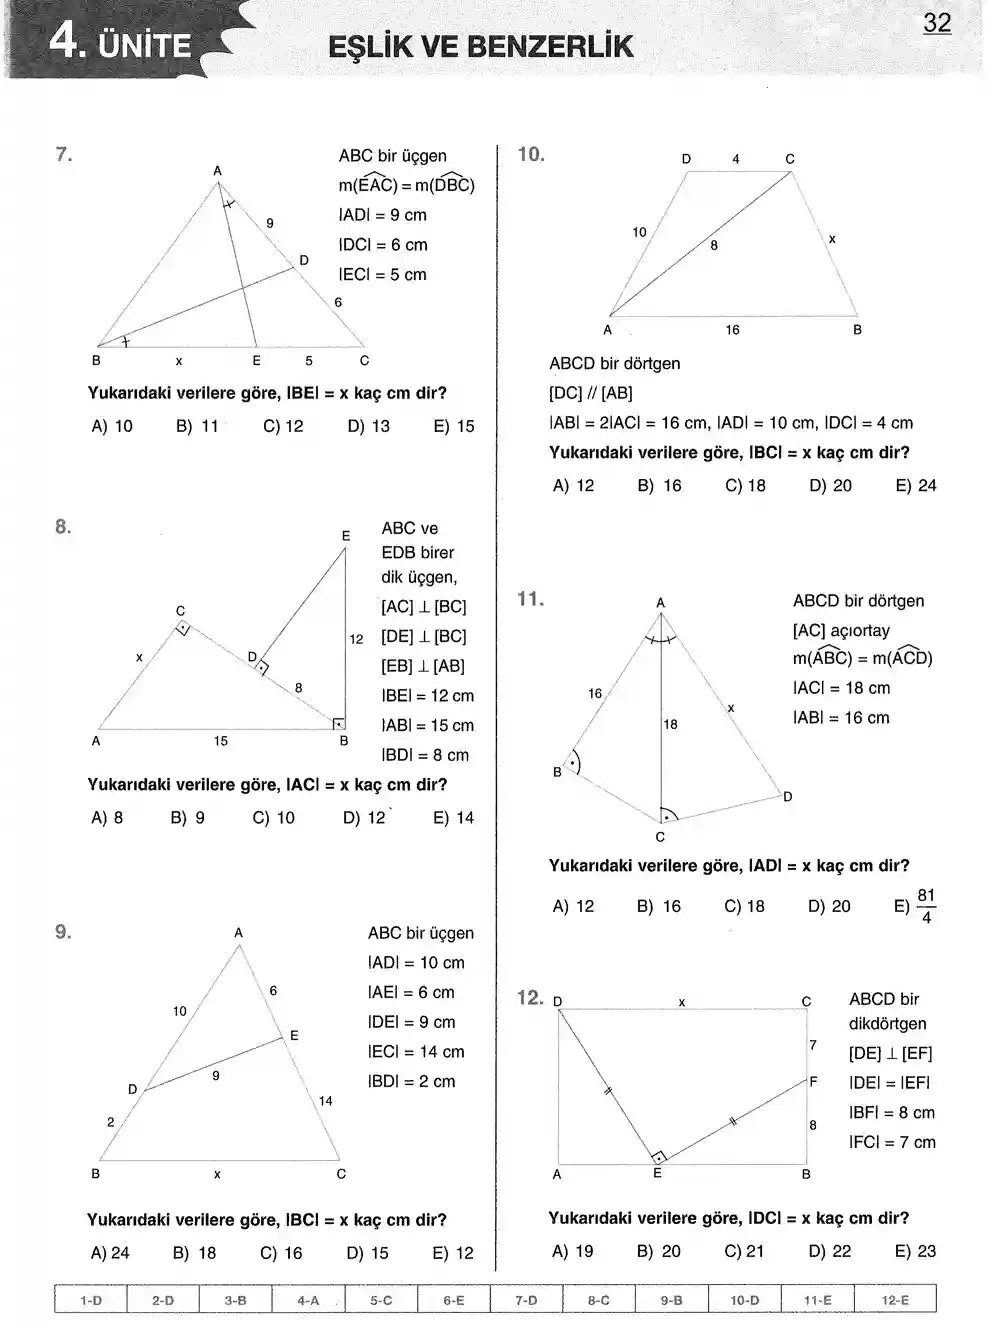 32
4. ÜNİTE
EŞLİK VE BENZERLİK
7.
A
9
D
6
B
x
E
5
C
ABC bir üçgen
m(EAC) = m(DBC)
|AD| = 9 cm
|DC| = 6 cm
|EC| = 5 cm
Yukarıdaki verilere göre, |BE| = x kaç cm dir?
A) 10 B) 11 C) 12 D) 13 E) 15
8.
E
C
x
D
12
8
A
15
B
ABC ve
EDB birer
dik üçgen,
[AC] ⊥ [BC]
[DE] ⊥ [BC]
[EB] ⊥ [AB]
|BE| = 12 cm
|AB| = 15 cm
|BD| = 8 cm
Yukarıdaki verilere göre, |AC| = x kaç cm dir?
A) 8 B) 9 C) 10 D) 12 E) 14
9.
A
10
6
E
D
9
2
14
B
x
C
ABC bir üçgen
|AD| = 10 cm
|AE| = 6 cm
|DE| = 9 cm
|EC| = 14 cm
|BD| = 2 cm
Yukarıdaki verilere göre, |BC| = x kaç cm dir?
A) 24 B) 18 C) 16 D) 15 E) 12
10.
D
4
C
10
8
x
A
16
B
ABCD bir dörtgen
[DC] // [AB]
|AB| = 2|AC| = 16 cm, |AD| = 10 cm, |DC| = 4 cm
Yukarıdaki verilere göre, |BC| = x kaç cm dir?
A) 12 B) 16 C) 18 D) 20 E) 24
11.
A
16
18
x
B
D
C
ABCD bir dörtgen
[AC] açıortay
m(ABC) = m(ACD)
|AC| = 18 cm
|AB| = 16 cm
Yukarıdaki verilere göre, |AD| = x kaç cm dir?
A) 12 B) 16 C) 18 D) 20 E) 81/4
12.
D
x
C
7
F
8
A
E
B
ABCD bir
dikdörtgen
[DE] ⊥ [EF]
|DE| = |EF|
|BF| = 8 cm
|FC| = 7 cm
Yukarıdaki verilere göre, |DC| = x kaç cm dir?
A) 19 B) 20 C) 21 D) 22 E) 23
1-D 2-D 3-B 4-A 5-C 6-E 7-D 8-C 9-B 10-D 11-E 12-E